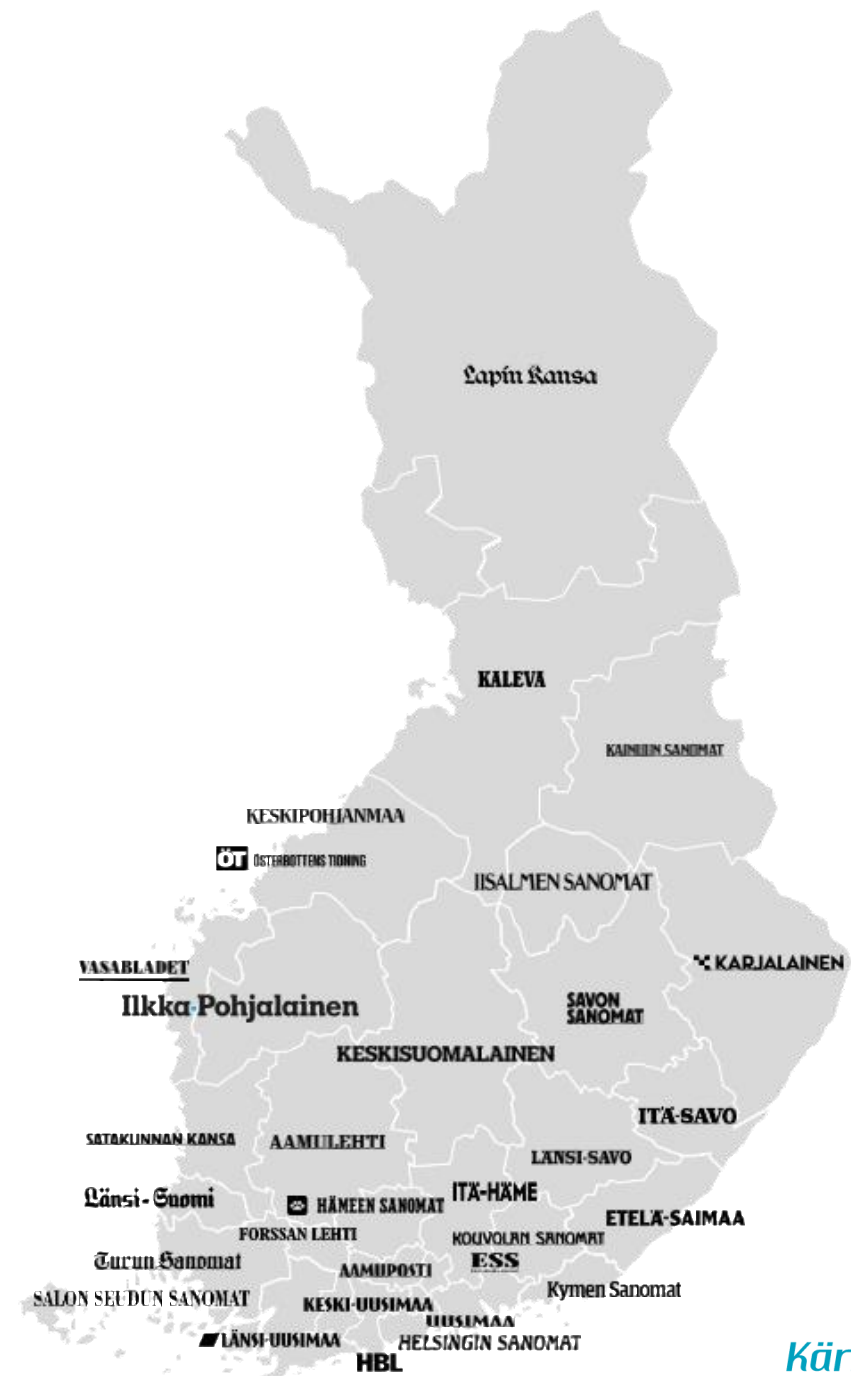 Lapin Kansa
KALEVA
KAINUUN SANOMAT
KESKIPOHJANMAA
ÖT ÖSTERBOTTENS TIDNING
IISALMEN SANOMAT
KARJALAINEN
VASABLADET
Ilkka-Pohjalainen
SAVON
SANOMAT
KESKISUOMALAINEN
ITÄ-SAVO
SATAKUNNAN KANSA
AAMULEHTI
LÄNSI-SAVO
Länsi-Suomi
HÄMEEN SANOMAT
ITÄ-HÄME
ETELÄ-SAIMAA
FORSSAN LEHTI
KOUVOLAN SANOMAT
Turun Sanomat
AAMUPOSTI
ESS
Kymen Sanomat
SALON SEUDUN SANOMAT
KESKI-UUSIMAA
UUSIMAA
LÄNSI-UUSIMAA
HELSINGIN SANOMAT
HBL
Kär